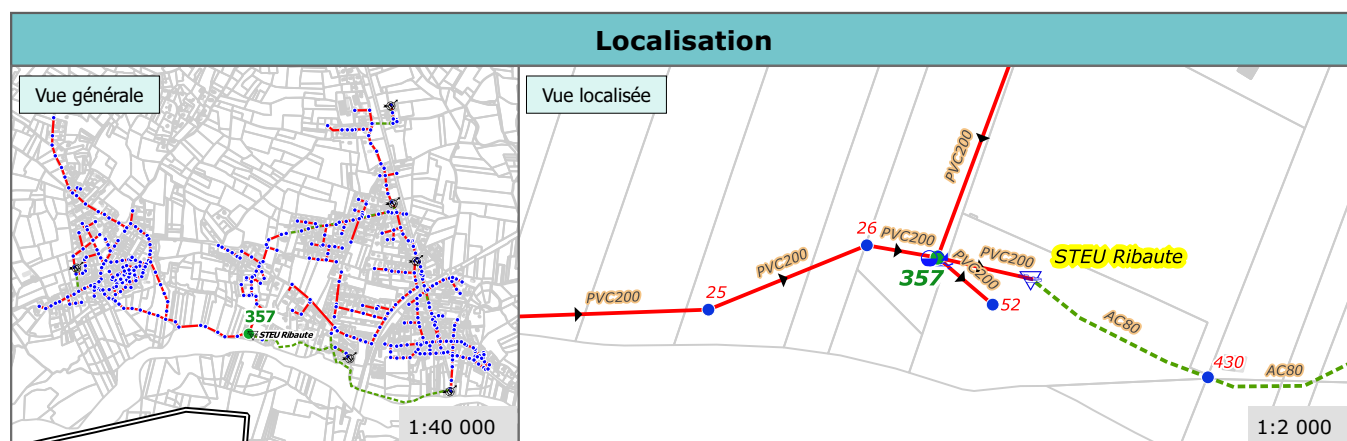 Localisation
Vue générale
357
STEU Ribaute
1:40 000
Vue localisée
PVC200
PVC200
25
PVC200
26
PVC200
357
PVC200
PVC200
52
STEU Ribaute
AC80
430
AC80
1:2 000